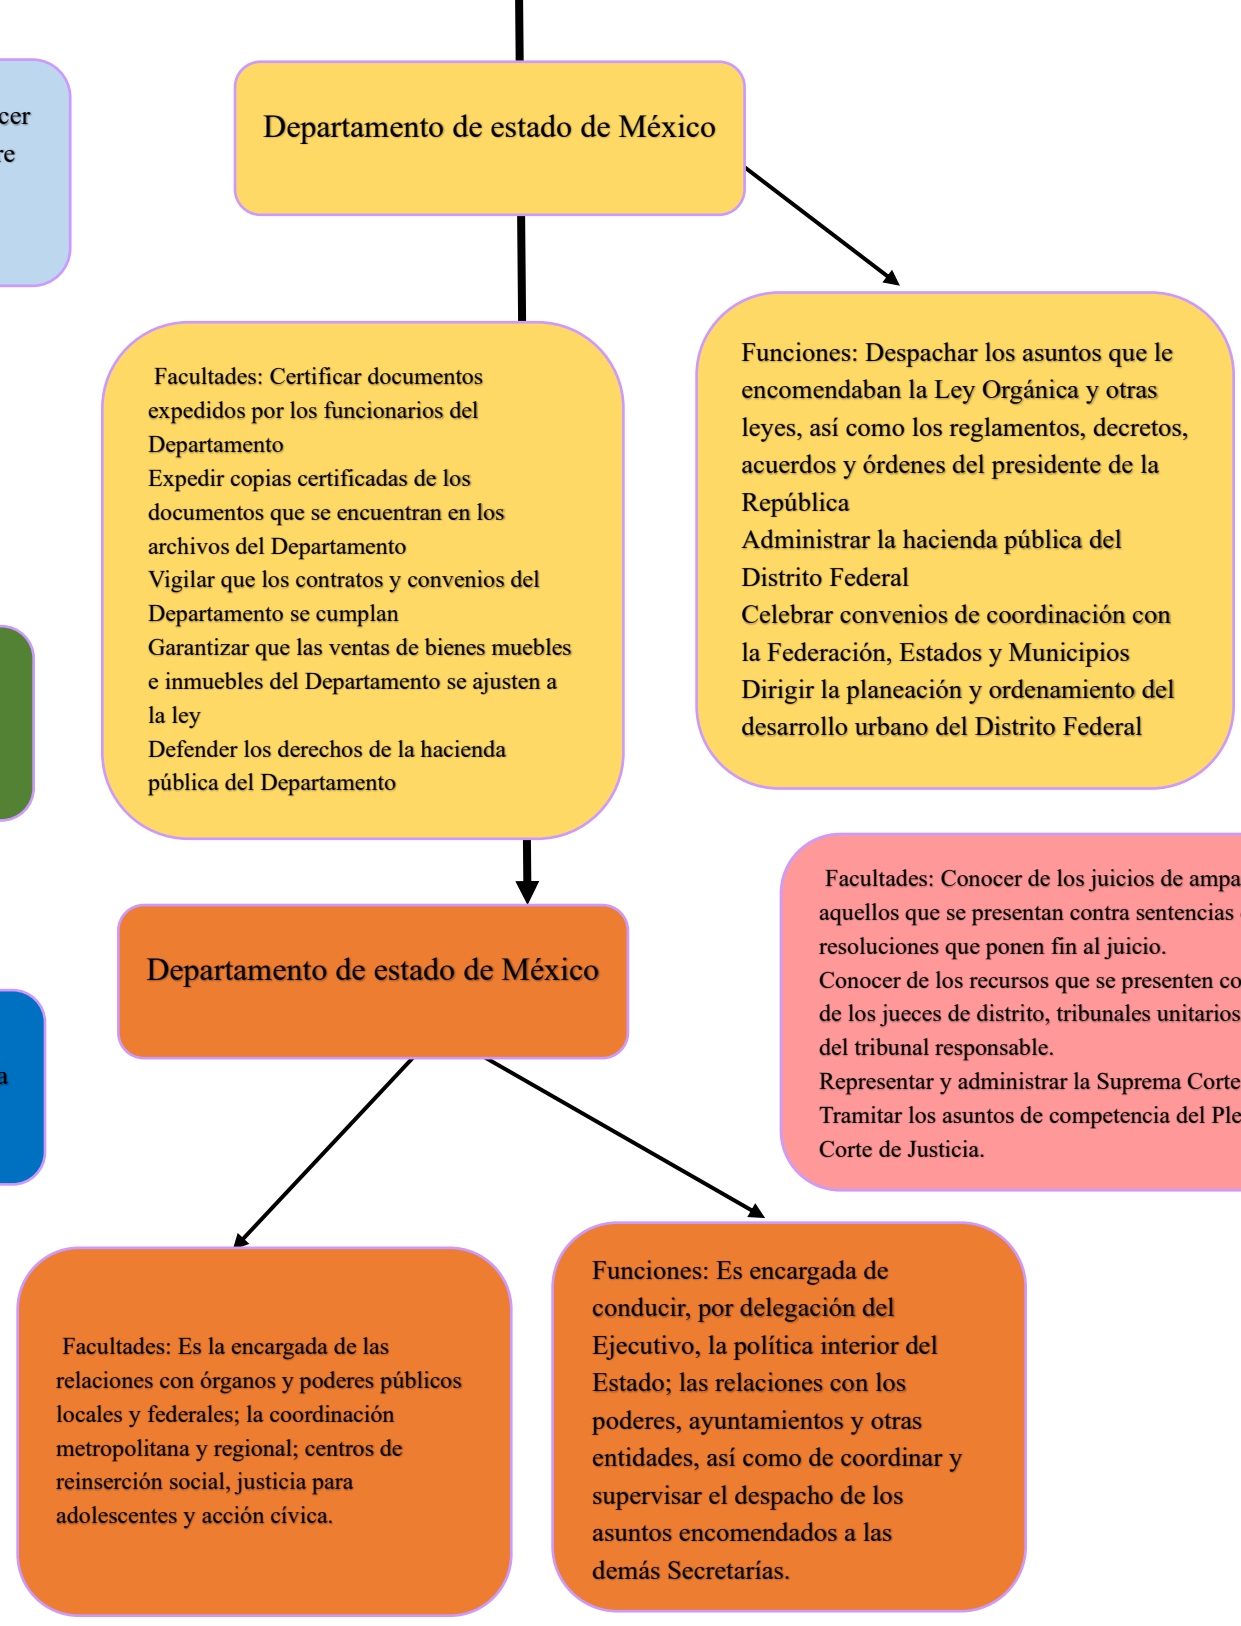 Departamento de estado de México
Facultades: Certificar documentos
expedidos por los funcionarios del
Departamento
Expedir copias certificadas de los
documentos que se encuentran en los
archivos del Departamento
Vigilar que los contratos y convenios del
Departamento se cumplan
Garantizar que las ventas de bienes muebles
e inmuebles del Departamento se ajusten a
la ley
Defender los derechos de la hacienda
pública del Departamento
Funciones: Despachar los asuntos que le
encomendaban la Ley Orgánica y otras
leyes, así como los reglamentos, decretos,
acuerdos y órdenes del presidente de la
República
Administrar la hacienda pública del
Distrito Federal
Celebrar convenios de coordinación con
la Federación, Estados y Municipios
Dirigir la planeación y ordenamiento del
desarrollo urbano del Distrito Federal
Facultades: Conocer de los juicios de
aquellos que se presentan contra sentencias
resoluciones que ponen fin al juicio.
Conocer de los recursos que se presenten
de los jueces de distrito, tribunales unitarios
del tribunal responsable.
Representar y administrar la Suprema Corte
Tramitar los asuntos de competencia del
Corte de Justicia.
Departamento de estado de México
Facultades: Es la encargada de las
relaciones con órganos y poderes públicos
locales y federales; la coordinación
metropolitana y regional; centros de
reinserción social, justicia para
adolescentes y acción cívica.
Funciones: Es encargada de
conducir, por delegación del
Ejecutivo, la política interior del
Estado; las relaciones con los
poderes, ayuntamientos y otras
entidades, así como de coordinar y
supervisar el despacho de los
asuntos encomendados a las
demás Secretarías.